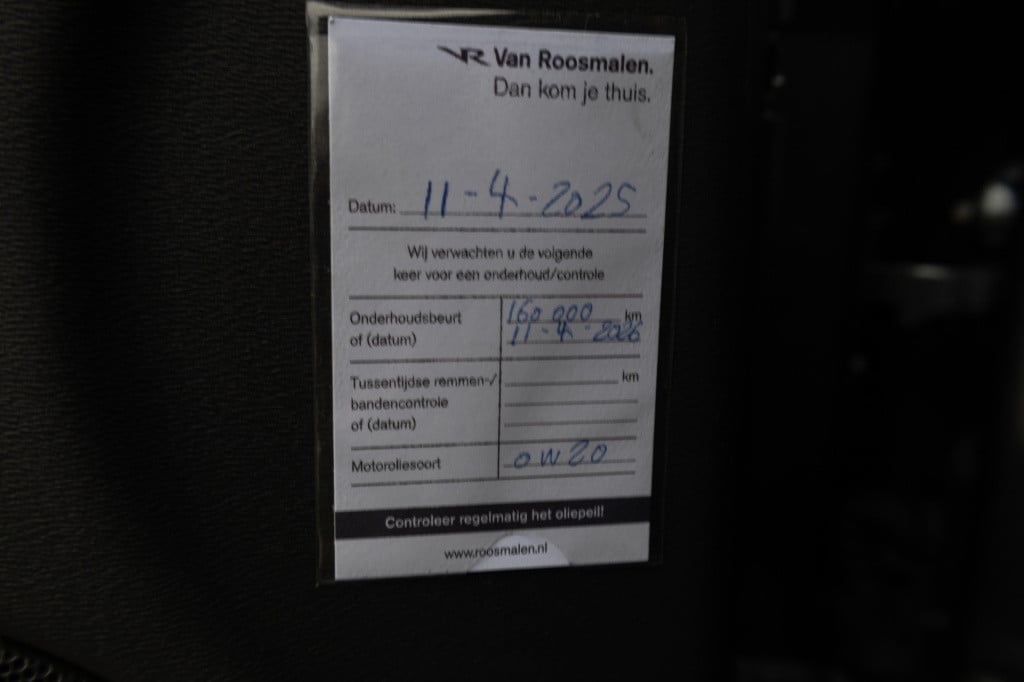 VR Van Roosmalen.
Dan kom je thuis.
Datum: 11-4-2025
Wij verwachten u de volgende
keer voor een onderhoud/controle
Onderhoudsbeurt 160 000 km
of (datum) 11-4-2026
Tussentijdse remmen-/ km
bandencontrole
of (datum)
Motoroliesoort 0W20
Controleer regelmatig het oliepeil!
www.roosmalen.nl